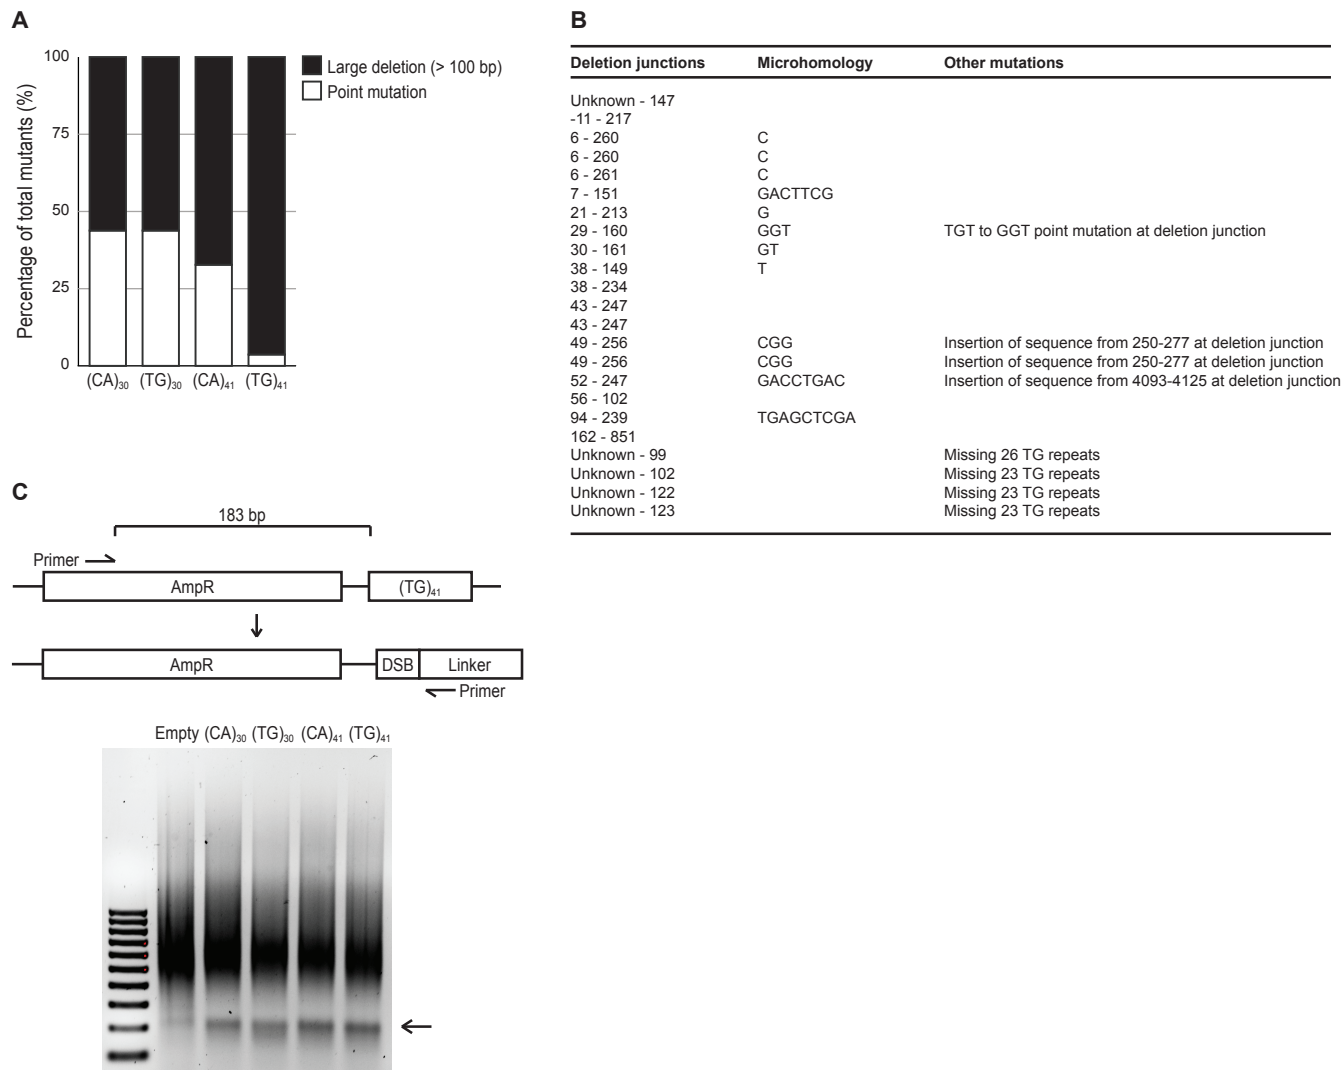 A
Percentage of total mutants (%)
100
75
50
25
0
(CA)30 (TG)30 (CA)41 (TG)41
Large deletion (> 100 bp)
Point mutation
B
Deletion junctions Microhomology Other mutations
Unknown - 147
-11 - 217
6 - 260 C
6 - 260 C
6 - 261 C
7 - 151 GACTTCG
21 - 213 G
29 - 160 GGT TGT to GGT point mutation at deletion junction
30 - 161 GT
38 - 149 T
38 - 234
43 - 247
43 - 247
49 - 256 CGG Insertion of sequence from 250-277 at deletion junction
49 - 256 CGG Insertion of sequence from 250-277 at deletion junction
52 - 247 GACCTGAC Insertion of sequence from 4093-4125 at deletion junction
56 - 102
94 - 239 TGAGCTCGA
162 - 851
Unknown - 99 Missing 26 TG repeats
Unknown - 102 Missing 23 TG repeats
Unknown - 122 Missing 23 TG repeats
Unknown - 123 Missing 23 TG repeats
C
183 bp
Primer
AmpR (TG)41
AmpR DSB Linker
Primer
Empty (CA)30 (TG)30 (CA)41 (TG)41